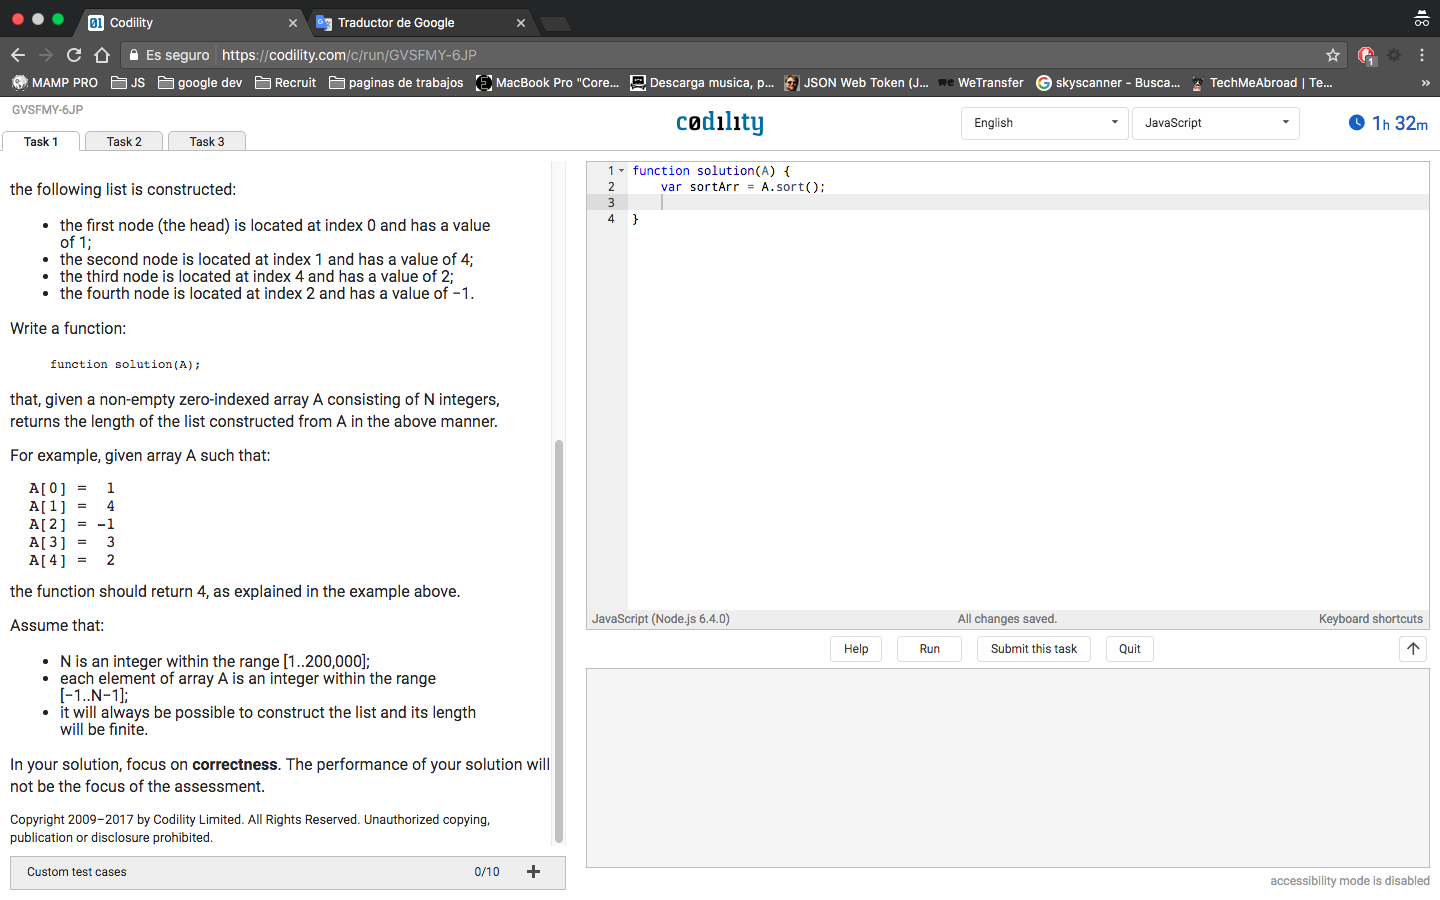 Codility
Traductor de Google
Es seguro
https://codility.com/c/run/GVSFMY-6JP
MAMP PRO
JS
google dev
Recruit
paginas de trabajos
MacBook Pro "Core...
Descarga musica, p...
JSON Web Token (J...
WeTransfer
skyscanner - Busca...
TechMeAbroad | Te...
»
GVSFMY-6JP
codility
English
JavaScript
1h 32m
Task 1
Task 2
Task 3
the following list is constructed:
• the first node (the head) is located at index 0 and has a value
of 1;
• the second node is located at index 1 and has a value of 4;
• the third node is located at index 4 and has a value of 2;
• the fourth node is located at index 2 and has a value of −1.
Write a function:
function solution(A);
that, given a non-empty zero-indexed array A consisting of N integers,
returns the length of the list constructed from A in the above manner.
For example, given array A such that:
A[0] = 1
A[1] = 4
A[2] = -1
A[3] = 3
A[4] = 2
the function should return 4, as explained in the example above.
Assume that:
• N is an integer within the range [1..200,000];
• each element of array A is an integer within the range
[−1..N−1];
• it will always be possible to construct the list and its length
will be finite.
In your solution, focus on correctness. The performance of your solution will
not be the focus of the assessment.
Copyright 2009–2017 by Codility Limited. All Rights Reserved. Unauthorized copying,
publication or disclosure prohibited.
Custom test cases
0/10
1 function solution(A) {
2 var sortArr = A.sort();
3
4 }
JavaScript (Node.js 6.4.0)
All changes saved.
Keyboard shortcuts
Help
Run
Submit this task
Quit
accessibility mode is disabled